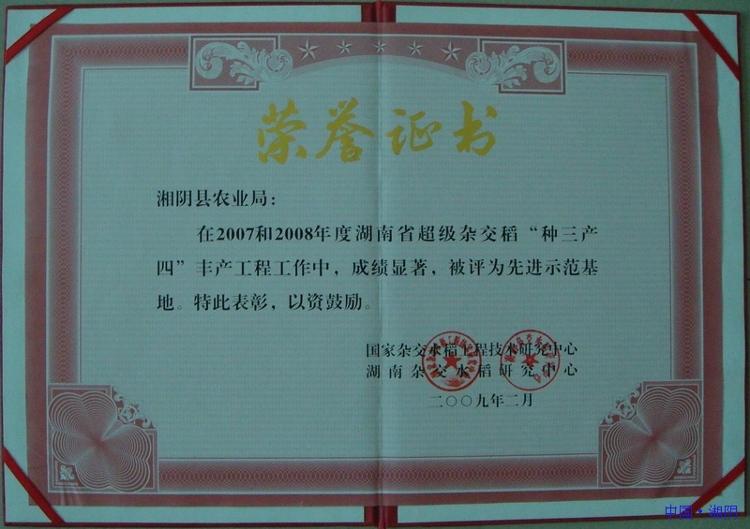 荣誉证书
湘阴县农业局：
在2007和2008年度湖南省超级杂交稻“种三产
四”丰产工程工作中，成绩显著，被评为先进示范基
地。特此表彰，以资鼓励。
国家杂交水稻工程技术研究中心
湖南杂交水稻研究中心
二〇〇九年二月
中国·湘阴